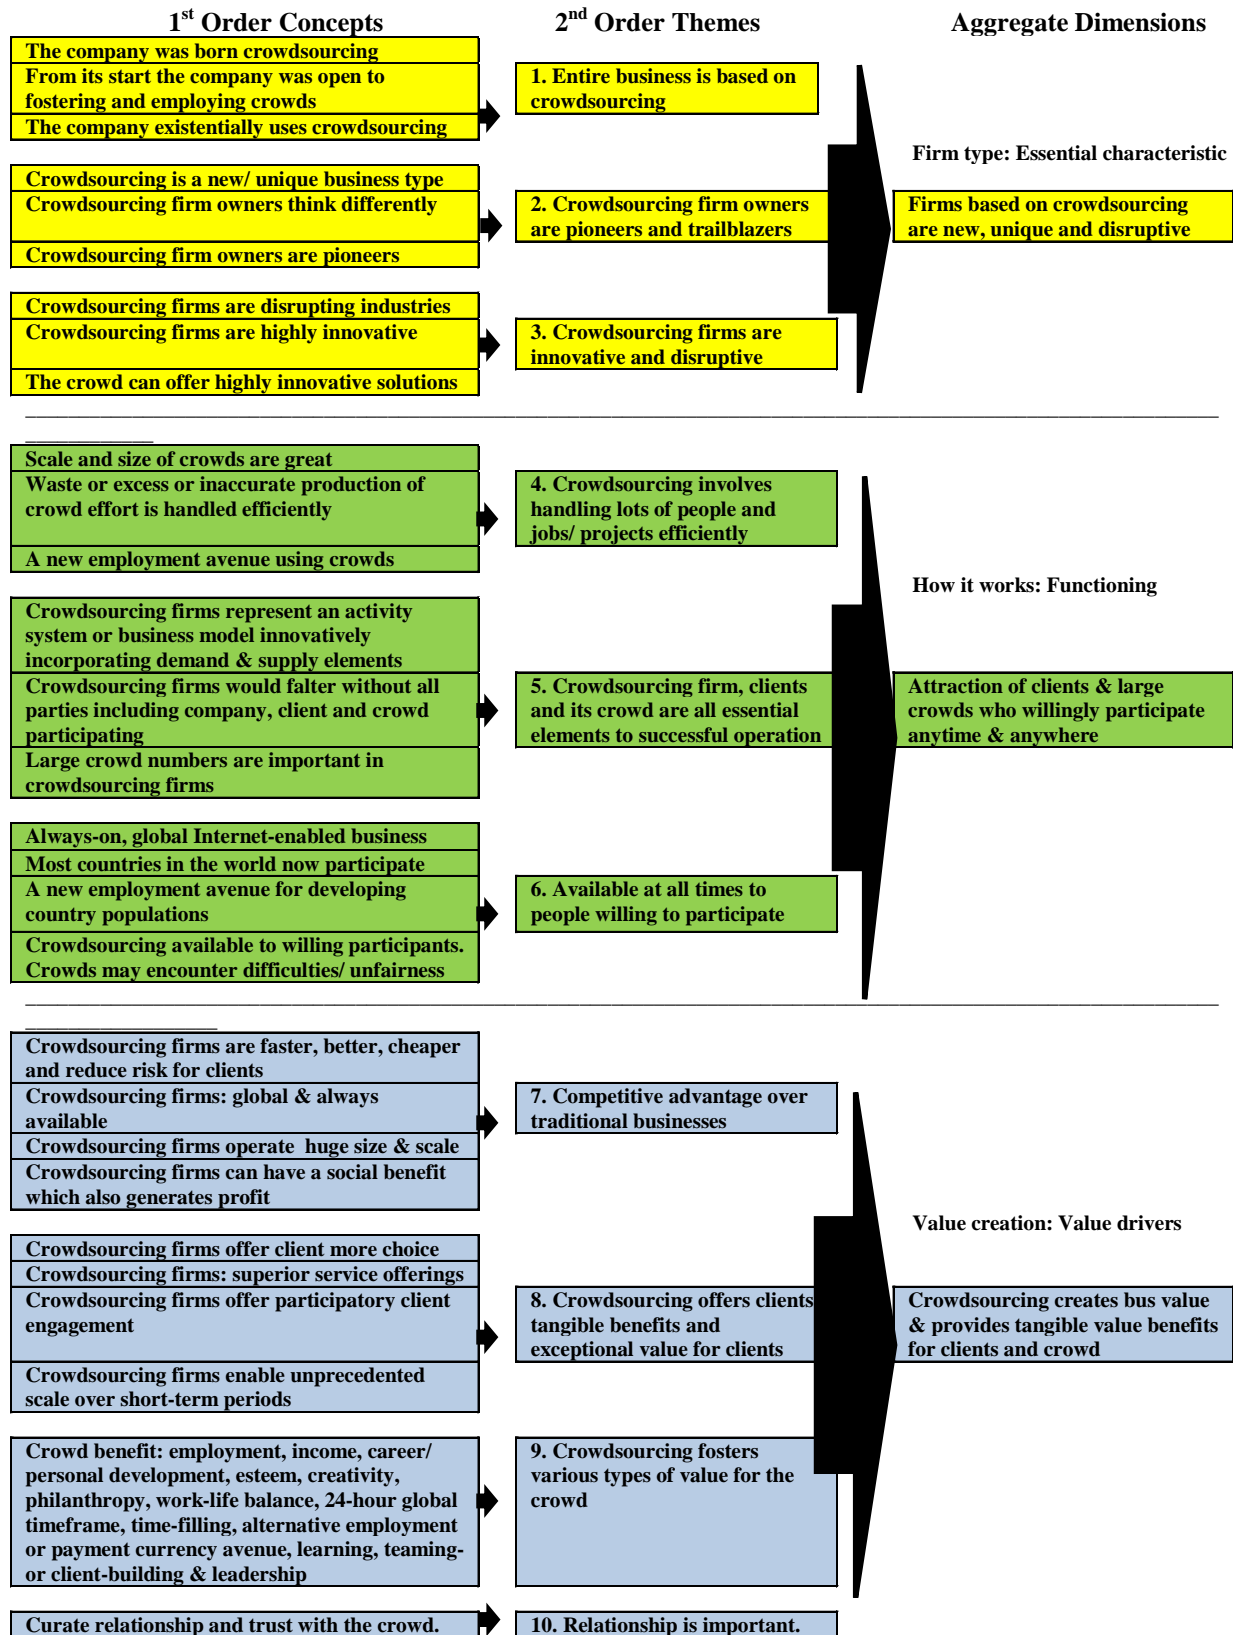 1st Order Concepts
2nd Order Themes
Aggregate Dimensions
The company was born crowdsourcing
From its start the company was open to
fostering and employing crowds
The company existentially uses crowdsourcing
1. Entire business is based on
crowdsourcing
Crowdsourcing is a new/ unique business type
Crowdsourcing firm owners think differently
Crowdsourcing firm owners are pioneers
2. Crowdsourcing firm owners
are pioneers and trailblazers
Crowdsourcing firms are disrupting industries
Crowdsourcing firms are highly innovative
The crowd can offer highly innovative solutions
3. Crowdsourcing firms are
innovative and disruptive
Firm type: Essential characteristic
Firms based on crowdsourcing
are new, unique and disruptive
Scale and size of crowds are great
Waste or excess or inaccurate production of
crowd effort is handled efficiently
A new employment avenue using crowds
4. Crowdsourcing involves
handling lots of people and
jobs/ projects efficiently
Crowdsourcing firms represent an activity
system or business model innovatively
incorporating demand & supply elements
Crowdsourcing firms would falter without all
parties including company, client and crowd
participating
Large crowd numbers are important in
crowdsourcing firms
5. Crowdsourcing firm, clients
and its crowd are all essential
elements to successful operation
Always-on, global Internet-enabled business
Most countries in the world now participate
A new employment avenue for developing
country populations
Crowdsourcing available to willing participants.
Crowds may encounter difficulties/ unfairness
6. Available at all times to
people willing to participate
How it works: Functioning
Attraction of clients & large
crowds who willingly participate
anytime & anywhere
Crowdsourcing firms are faster, better, cheaper
and reduce risk for clients
Crowdsourcing firms: global & always
available
Crowdsourcing firms operate huge size & scale
Crowdsourcing firms can have a social benefit
which also generates profit
7. Competitive advantage over
traditional businesses
Crowdsourcing firms offer client more choice
Crowdsourcing firms: superior service offerings
Crowdsourcing firms offer participatory client
engagement
Crowdsourcing firms enable unprecedented
scale over short-term periods
8. Crowdsourcing offers clients
tangible benefits and
exceptional value for clients
Value creation: Value drivers
Crowdsourcing creates bus value
& provides tangible value benefits
for clients and crowd
Crowd benefit: employment, income, career/
personal development, esteem, creativity,
philanthropy, work-life balance, 24-hour global
timeframe, time-filling, alternative employment
or payment currency avenue, learning, teaming-
or client-building & leadership
9. Crowdsourcing fosters
various types of value for the
crowd
Curate relationship and trust with the crowd.
10. Relationship is important.